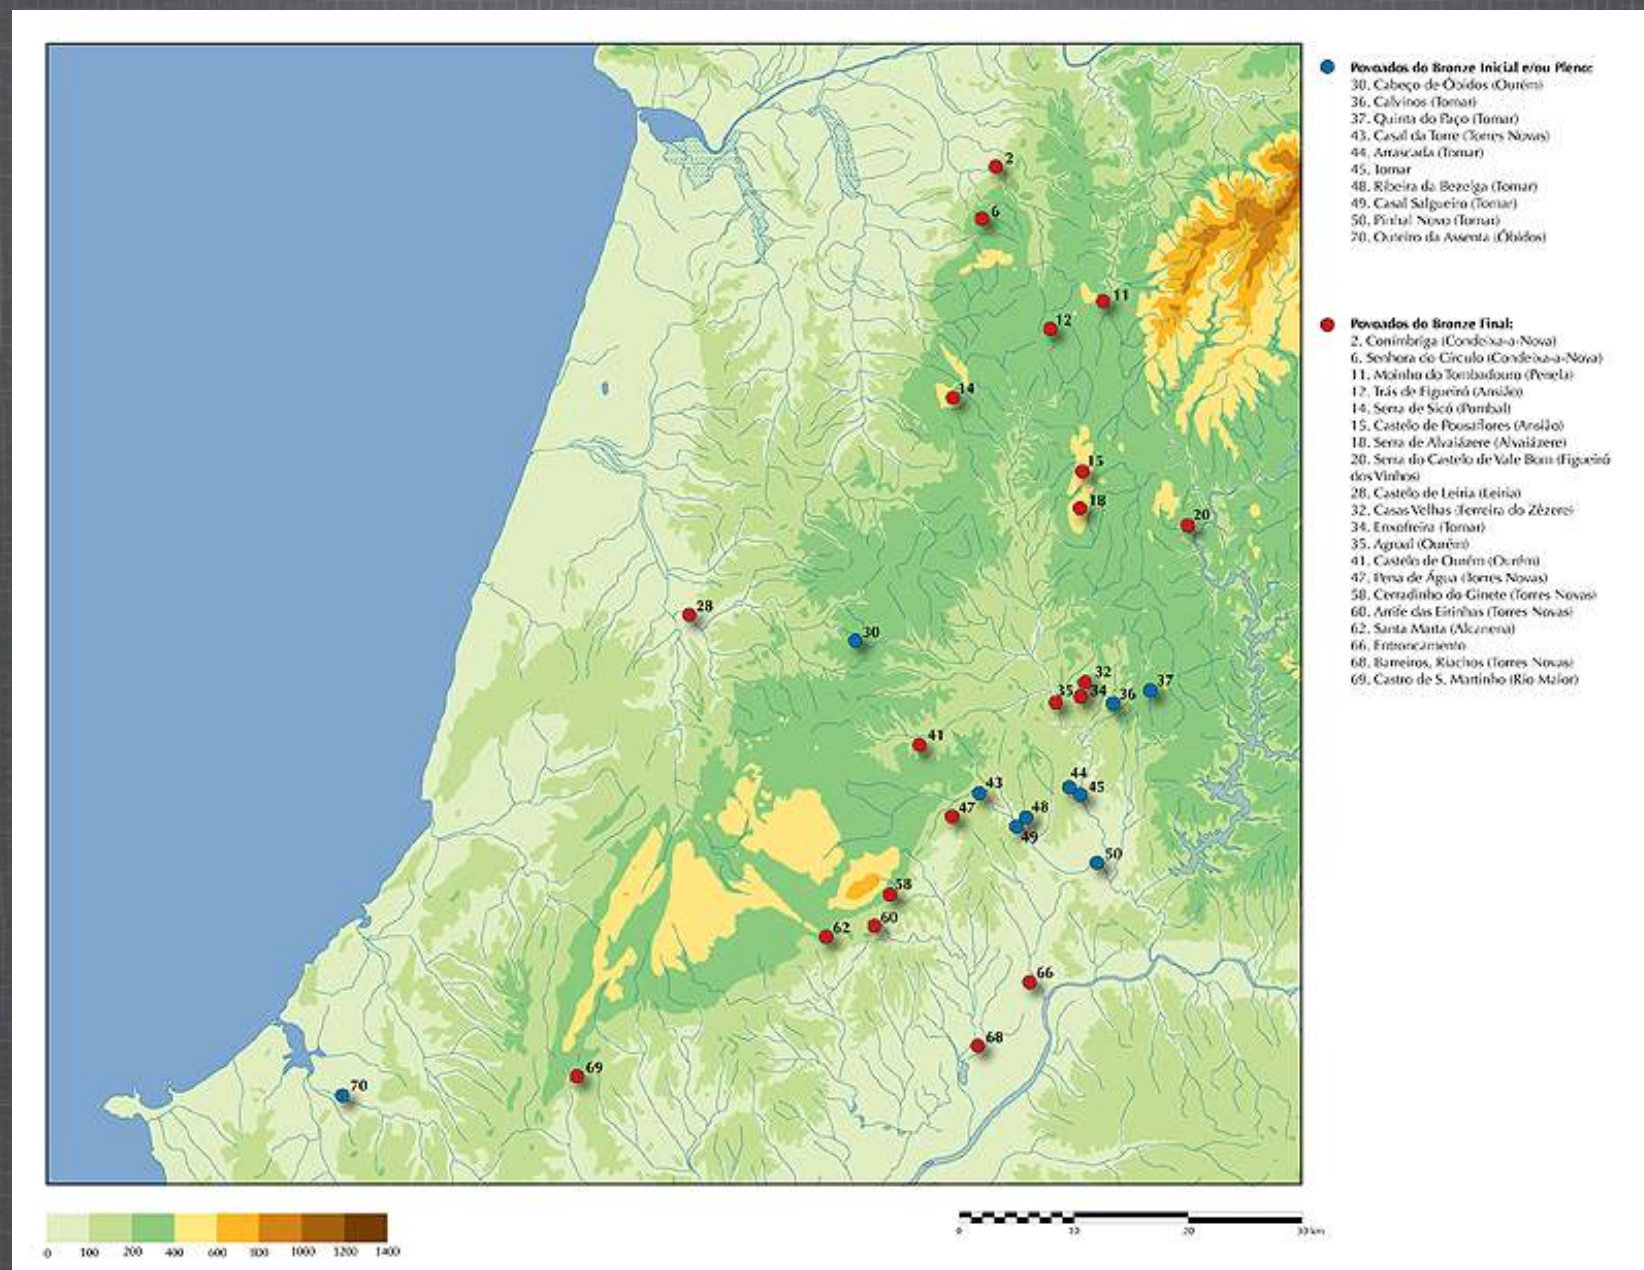 Povoados do Bronze Inicial e/ou Pleno:
30. Cabeço de Óbidos (Ourém)
36. Calvinos (Tomar)
37. Quinta do Paço (Tomar)
43. Casal da Torre (Torres Novas)
44. Arrascada (Tomar)
45. Tomar
48. Ribeira da Bezelga (Tomar)
49. Casal Salgueiro (Tomar)
50. Pinhal Novo (Tomar)
70. Outeiro da Assenta (Óbidos)
Povoados do Bronze Final:
2. Conimbriga (Condeixa-a-Nova)
6. Senhora do Círculo (Condeixa-a-Nova)
11. Moinho do Tombadouro (Penela)
12. Trás de Figueiró (Ansião)
14. Serra de Sicó (Pombal)
15. Castelo de Pousaflores (Ansião)
18. Serra de Alvaiázere (Alvaiázere)
20. Serra do Castelo de Vale Bom (Figueiró
dos Vinhos)
28. Castelo de Leiria (Leiria)
32. Casas Velhas (Ferreira do Zêzere)
34. Enxofreira (Tomar)
35. Agroal (Ourém)
41. Castelo de Ourém (Ourém)
47. Pena de Água (Torres Novas)
58. Cerradinho do Ginete (Torres Novas)
60. Arrife das Eirinhas (Torres Novas)
62. Santa Marta (Alcanena)
66. Entroncamento
68. Barreiros, Riachos (Torres Novas)
69. Castro de S. Martinho (Rio Maior)
2
6
11
12
14
15
18
20
28
30
32
35 34 36 37
41
43
44
45
47
48
49
50
58
60
62
66
68
69
70
0 100 200 400 600 800 1000 1200 1400
0 10 20 30 km